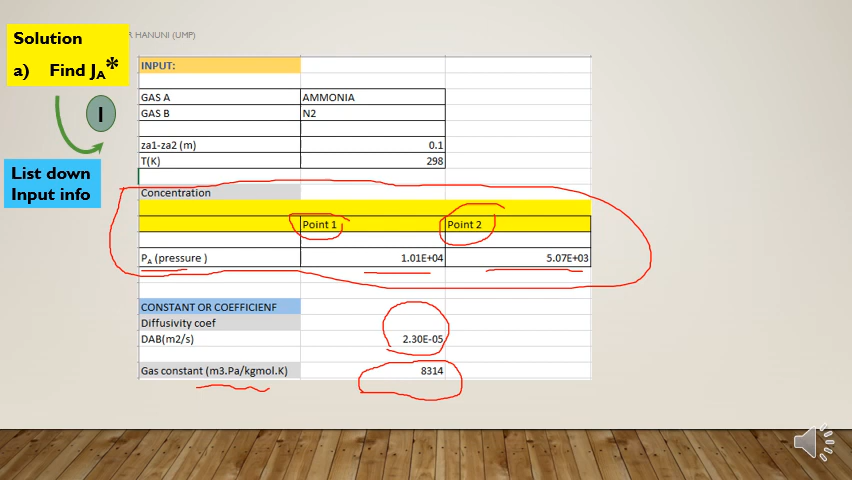 R HANUNI (UMP)
Solution
a) Find JA*
I
List down
Input info
INPUT:
GAS A AMMONIA
GAS B N2
za1-za2 (m) 0.1
T(K) 298
Concentration
Point 1 Point 2
PA (pressure ) 1.01E+04 5.07E+03
CONSTANT OR COEFFICIENF
Diffusivity coef
DAB(m2/s) 2.30E-05
Gas constant (m3.Pa/kgmol.K) 8314